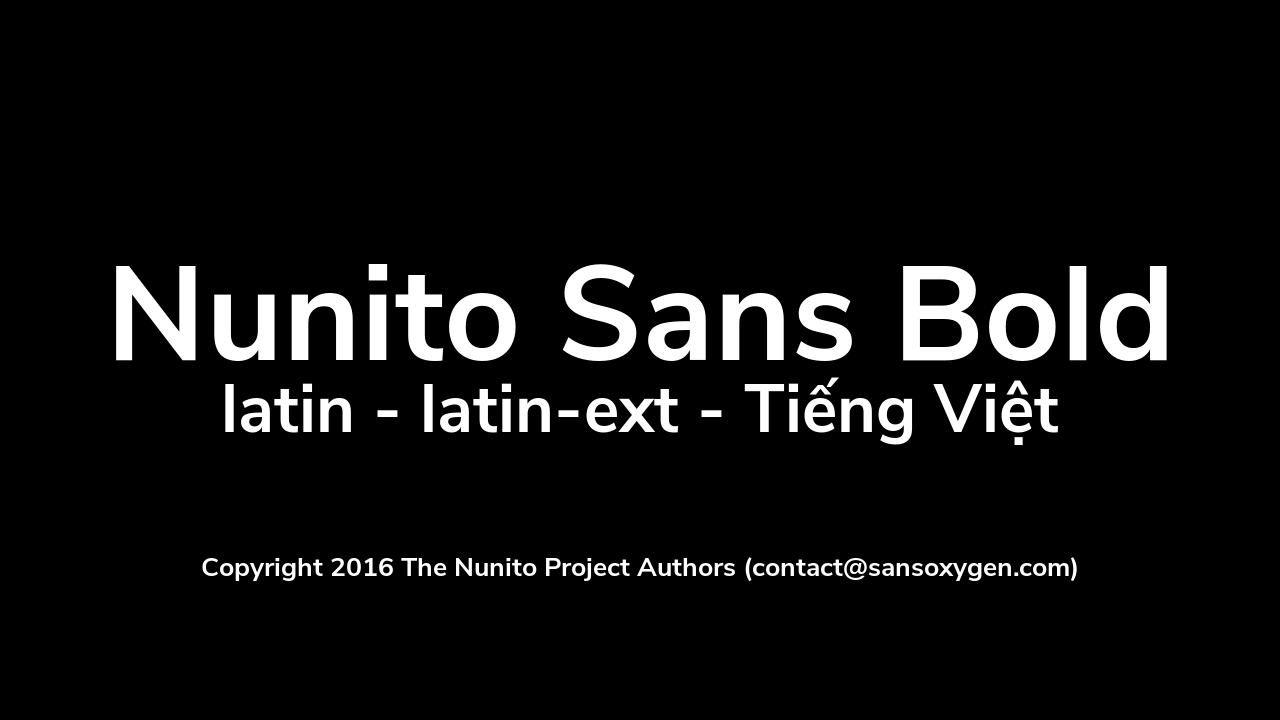 Nunito Sans Bold
latin - latin-ext - Tiếng Việt
Copyright 2016 The Nunito Project Authors (contact@sansoxygen.com)